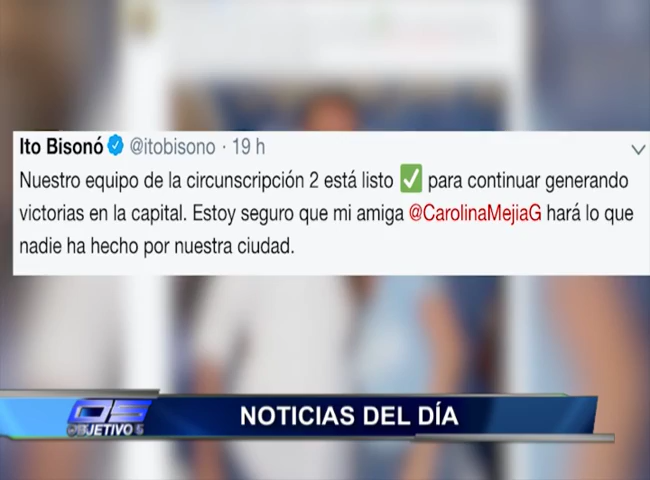 Ito Bisonó @itobisono · 19 h
Nuestro equipo de la circunscripción 2 está listo ✅ para continuar generando
victorias en la capital. Estoy seguro que mi amiga @CarolinaMejiaG hará lo que
nadie ha hecho por nuestra ciudad.
O5
OBJETIVO 5
NOTICIAS DEL DÍA